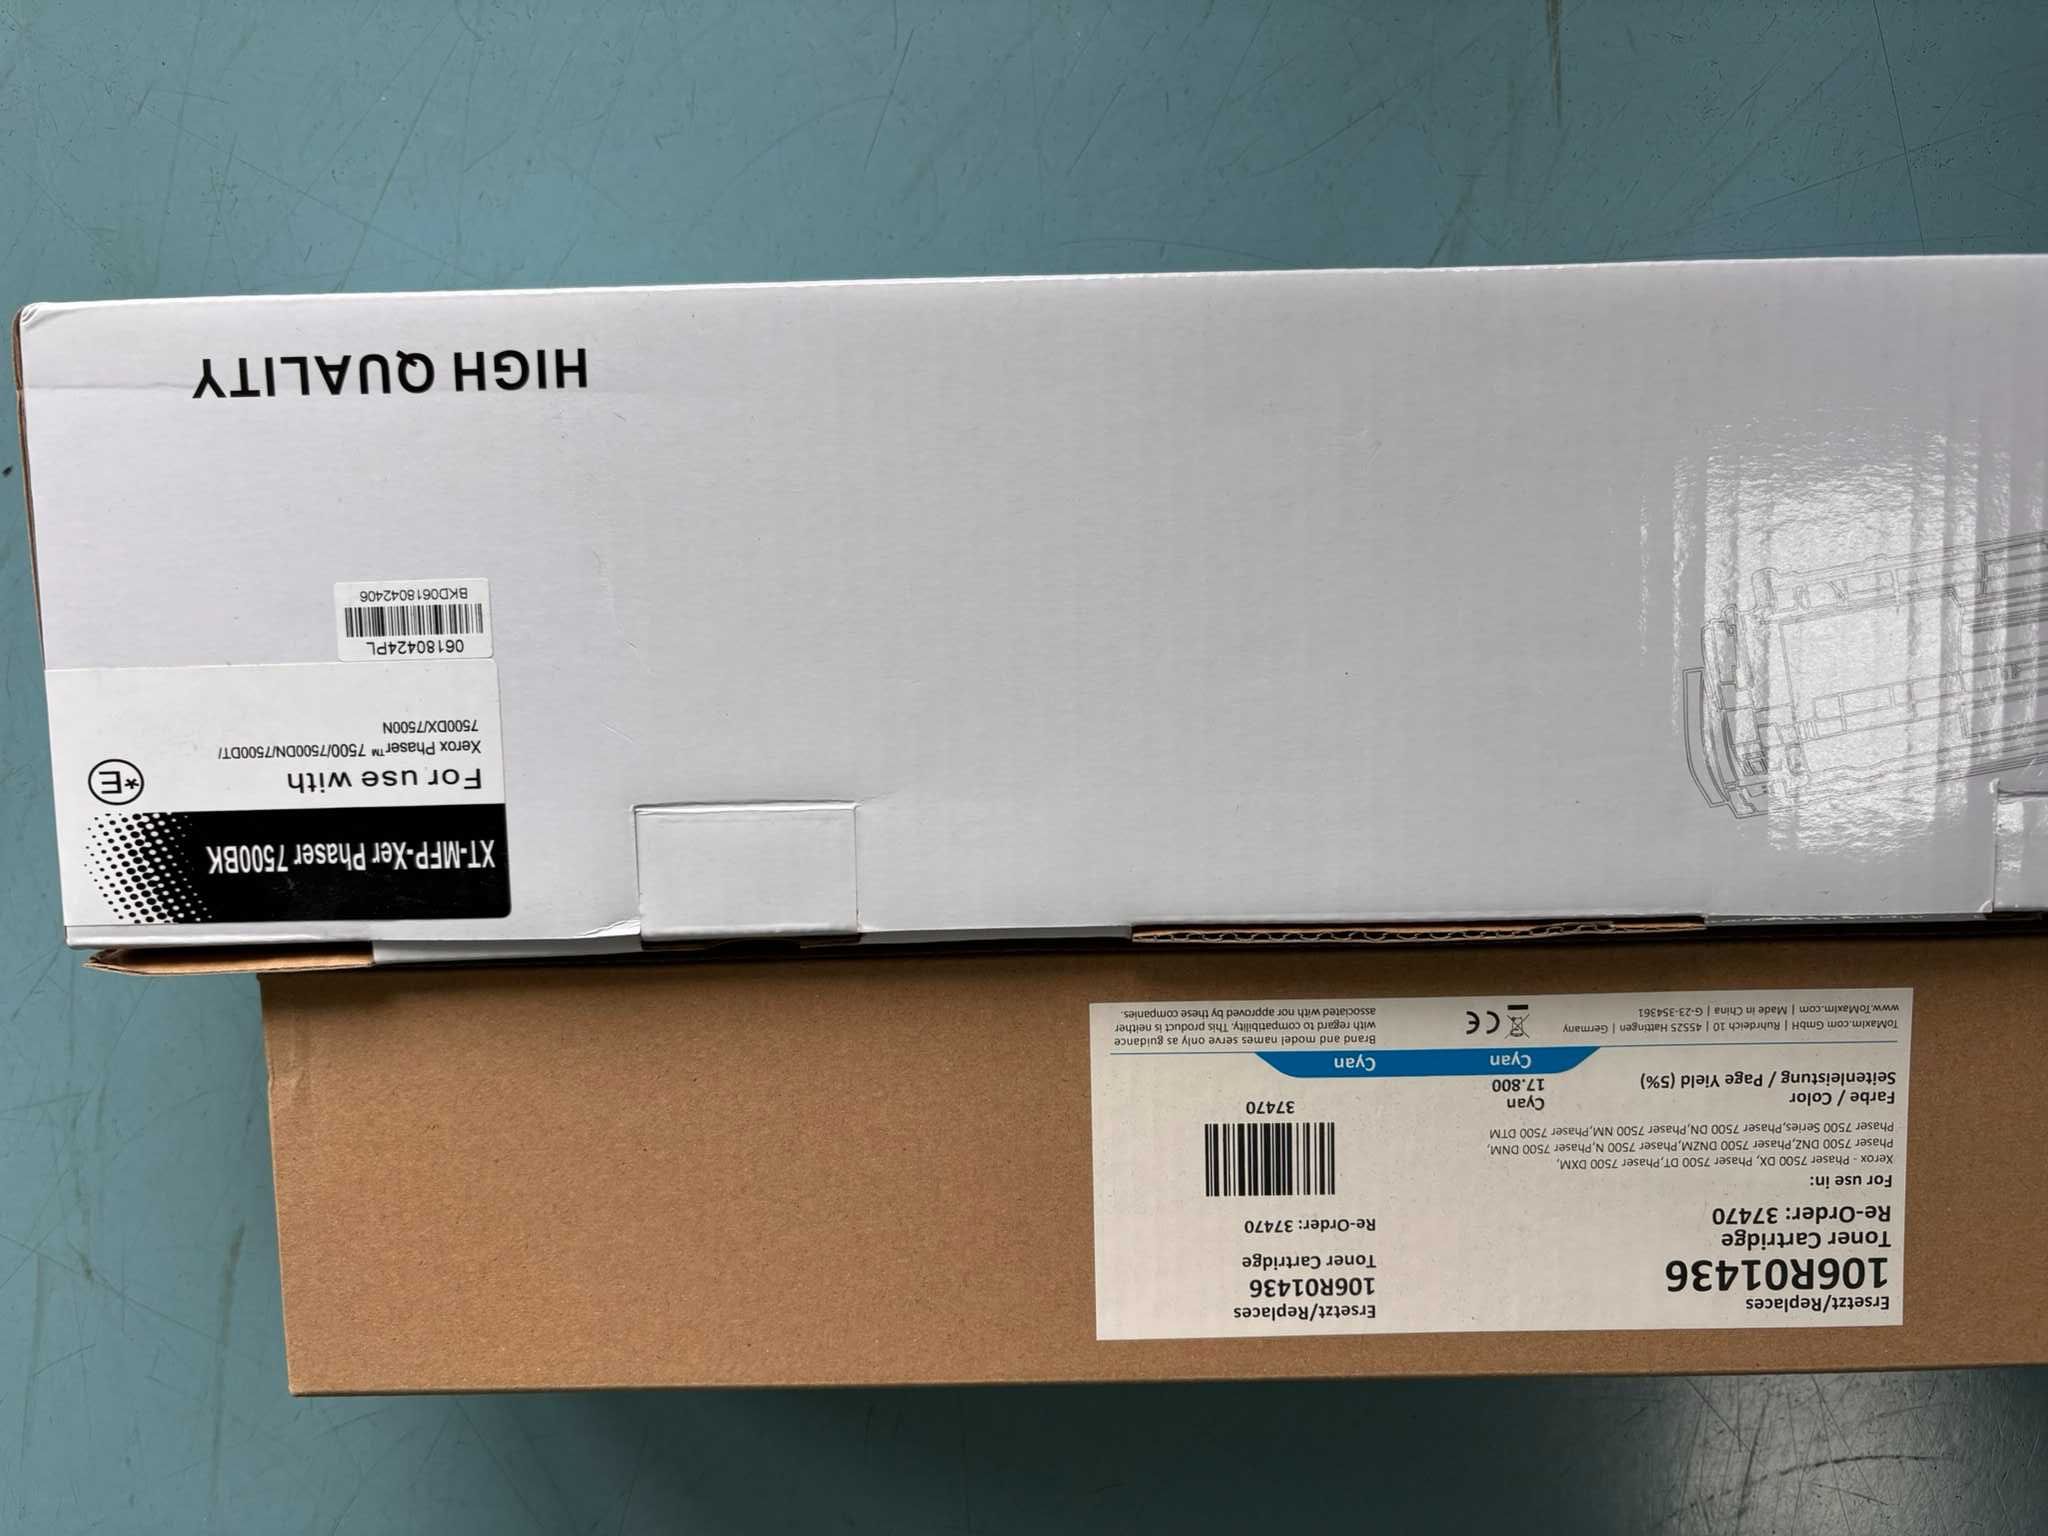 Ersetzt/Replaces
106R01436
Toner Cartridge
Re-Order: 37470
For use in:
Xerox - Phaser 7500 DX, Phaser 7500 DT,Phaser 7500 DXM,
Phaser 7500 DNZ,Phaser 7500 DNZM,Phaser 7500 N,Phaser 7500 DNM,
Phaser 7500 Series,Phaser 7500 DN,Phaser 7500 NM,Phaser 7500 DTM
Farbe / Color Cyan
Seitenleistung / Page Yield (5%) 17.800
Cyan
ToMaxim.com GmbH | Ruhrdeich 10 | 45525 Hattingen | Germany
www.ToMaxim.com | Made in China | G-23-354361
CE
Ersetzt/Replaces
106R01436
Toner Cartridge
Re-Order: 37470
37470
Cyan
Brand and model names serve only as guidance
with regard to compatibility. This product is neither
associated with nor approved by these companies.
XT-MFP-Xer Phaser 7500BK
For use with
*E
Xerox Phaser™ 7500/7500DN/7500DT/
7500DX/7500N
06180424PL
BKD0618042406
HIGH QUALITY